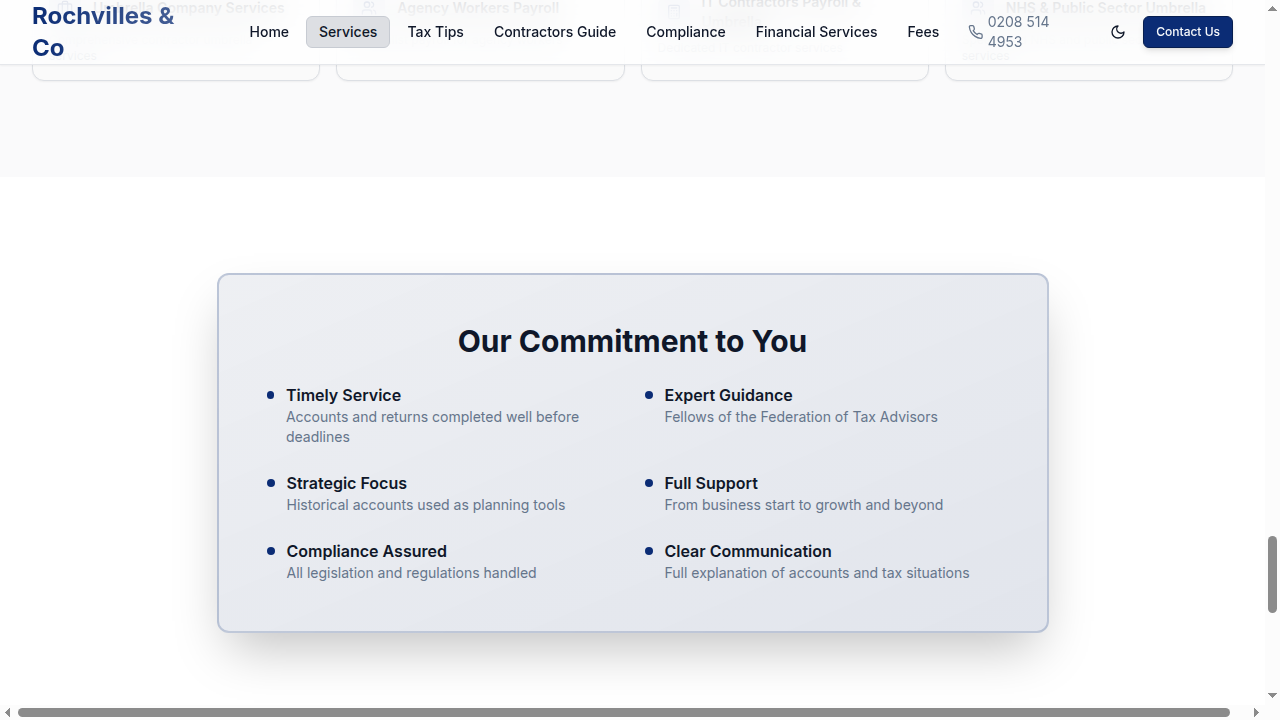 Umbrella Company Services
Agency Workers Payroll
IT Contractors Payroll &
NHS & Public Sector Umbrella
Rochvilles &
Co
Home
Services
Tax Tips
Contractors Guide
Compliance
Financial Services
Fees
0208 514
4953
Contact Us
Our Commitment to You
Timely Service
Accounts and returns completed well before
deadlines
Expert Guidance
Fellows of the Federation of Tax Advisors
Strategic Focus
Historical accounts used as planning tools
Full Support
From business start to growth and beyond
Compliance Assured
All legislation and regulations handled
Clear Communication
Full explanation of accounts and tax situations